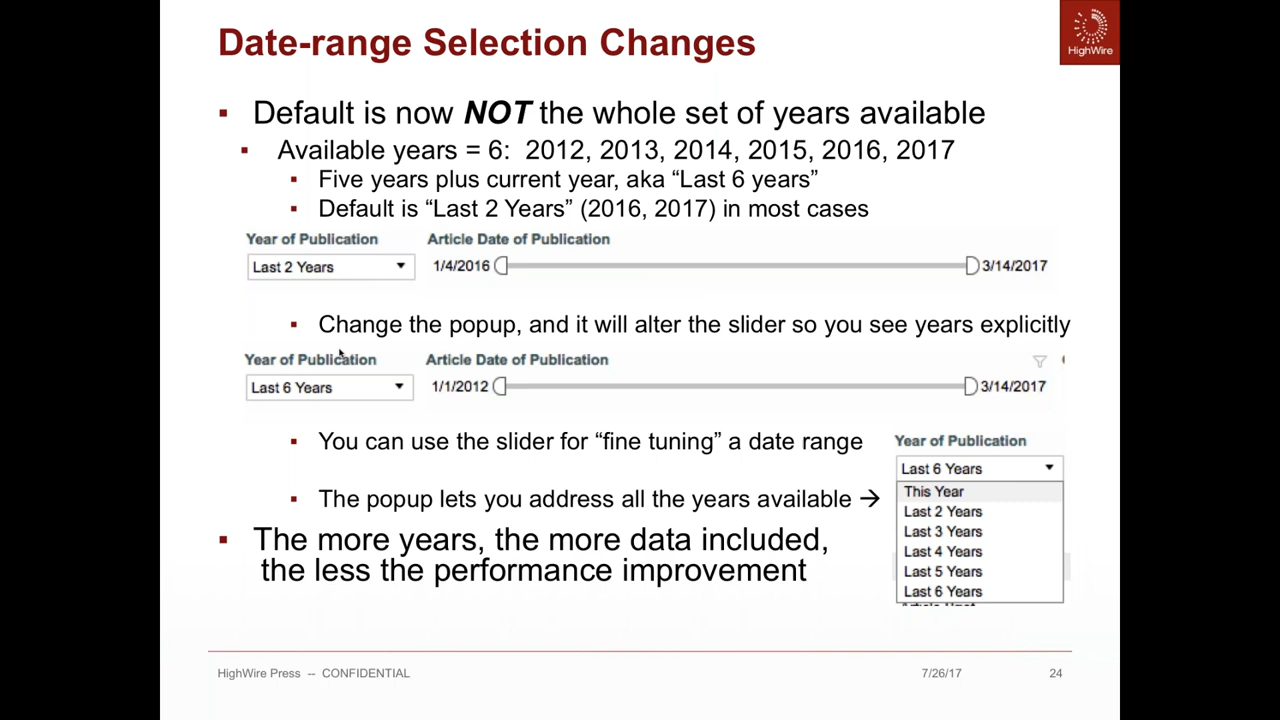 Date-range Selection Changes
HighWire
Default is now NOT the whole set of years available
Available years = 6: 2012, 2013, 2014, 2015, 2016, 2017
Five years plus current year, aka “Last 6 years”
Default is “Last 2 Years” (2016, 2017) in most cases
Year of Publication Article Date of Publication
Last 2 Years 1/4/2016 3/14/2017
Change the popup, and it will alter the slider so you see years explicitly
Year of Publication Article Date of Publication
Last 6 Years 1/1/2012 3/14/2017
You can use the slider for “fine tuning” a date range
The popup lets you address all the years available →
Year of Publication
Last 6 Years
This Year
Last 2 Years
Last 3 Years
Last 4 Years
Last 5 Years
Last 6 Years
The more years, the more data included,
the less the performance improvement
HighWire Press -- CONFIDENTIAL 7/26/17 24